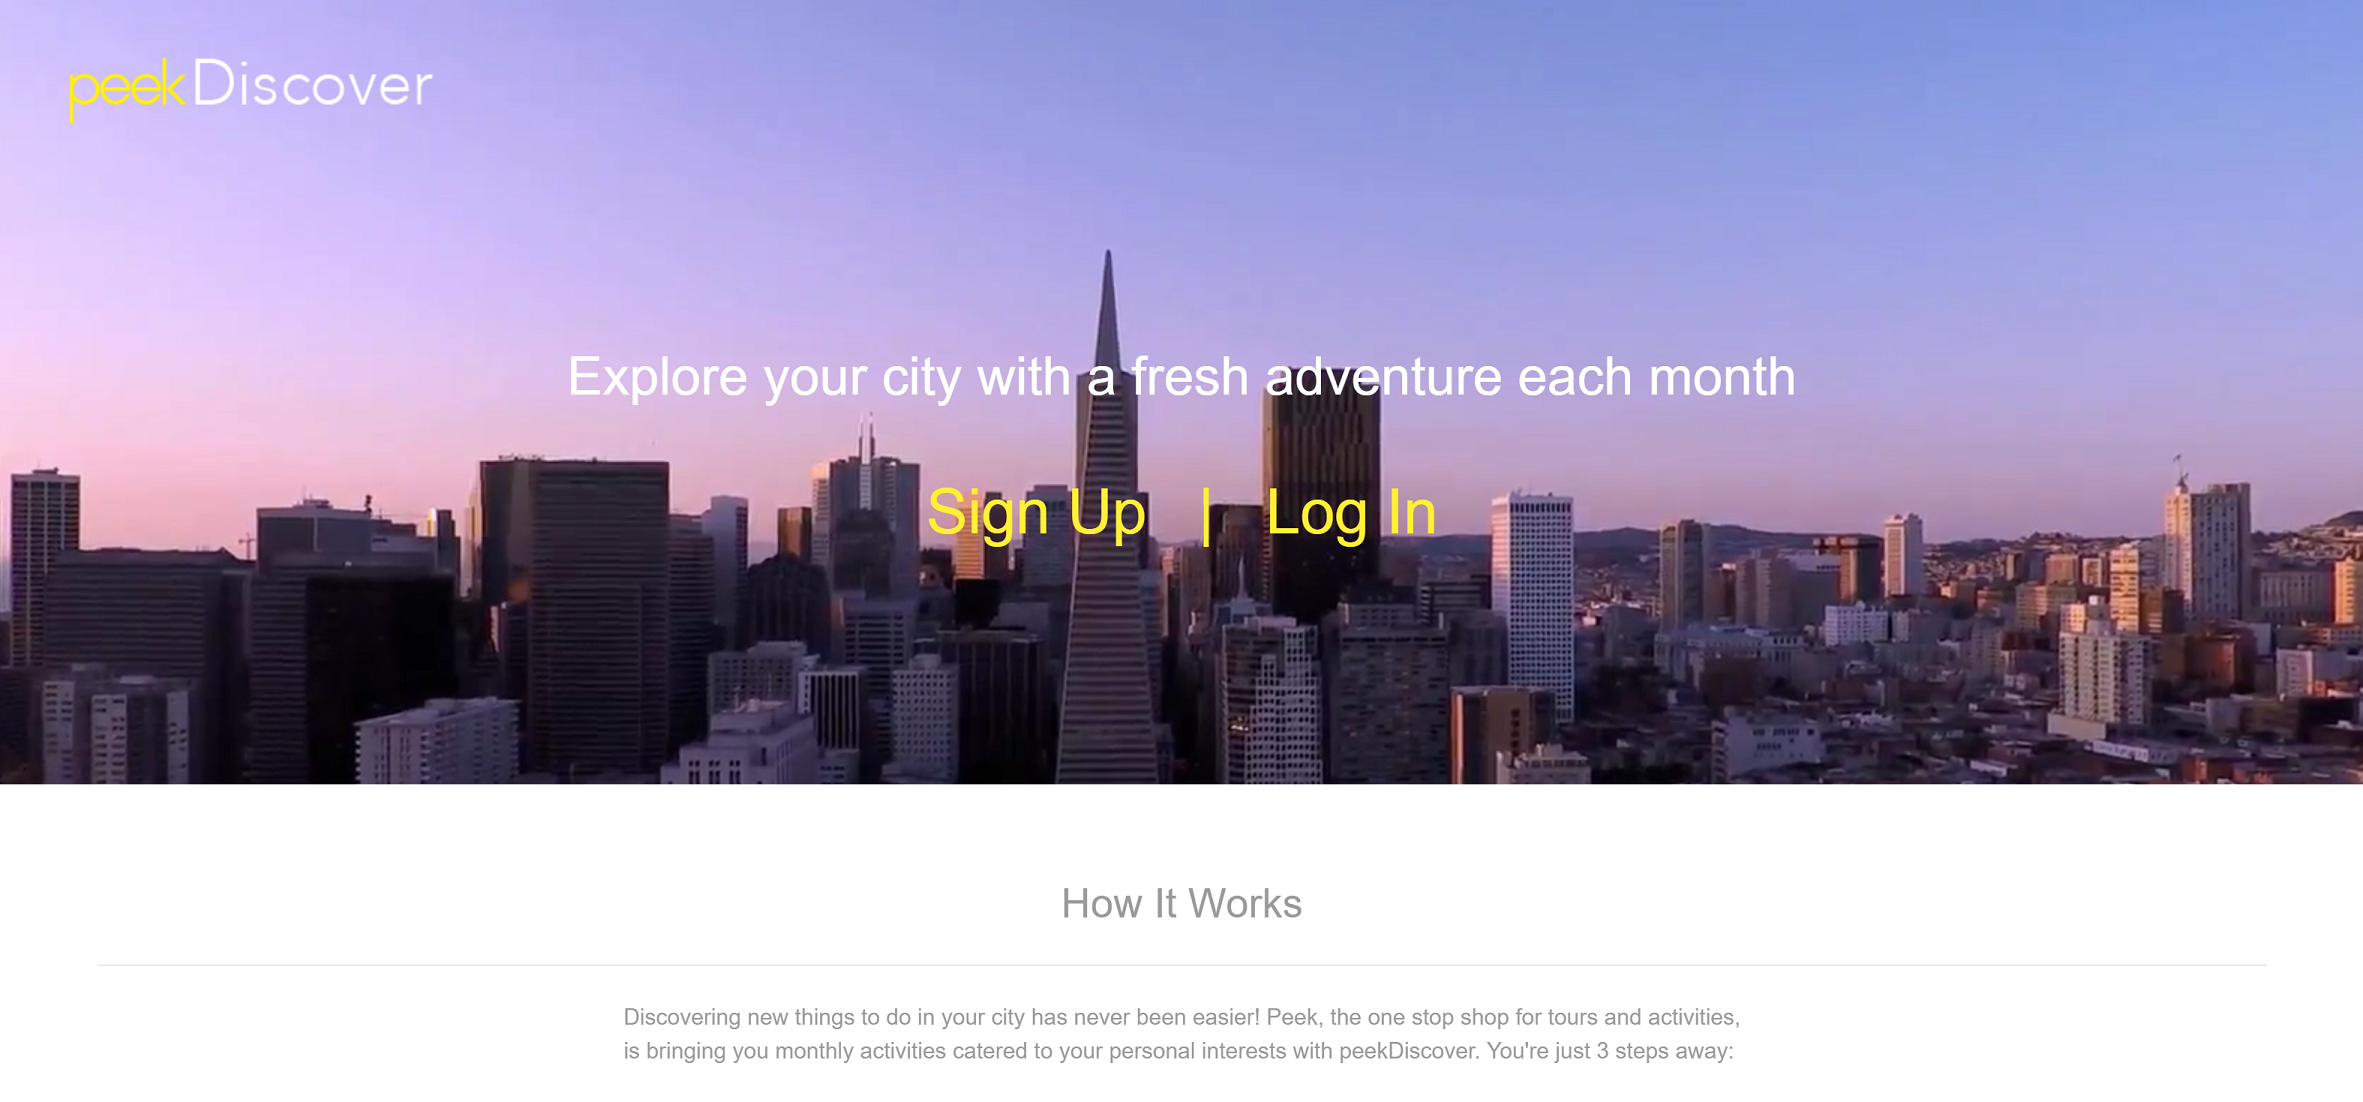 peekDiscover
Explore your city with a fresh adventure each month
Sign Up | Log In
How It Works
Discovering new things to do in your city has never been easier! Peek, the one stop shop for tours and activities,
is bringing you monthly activities catered to your personal interests with peekDiscover. You're just 3 steps away: